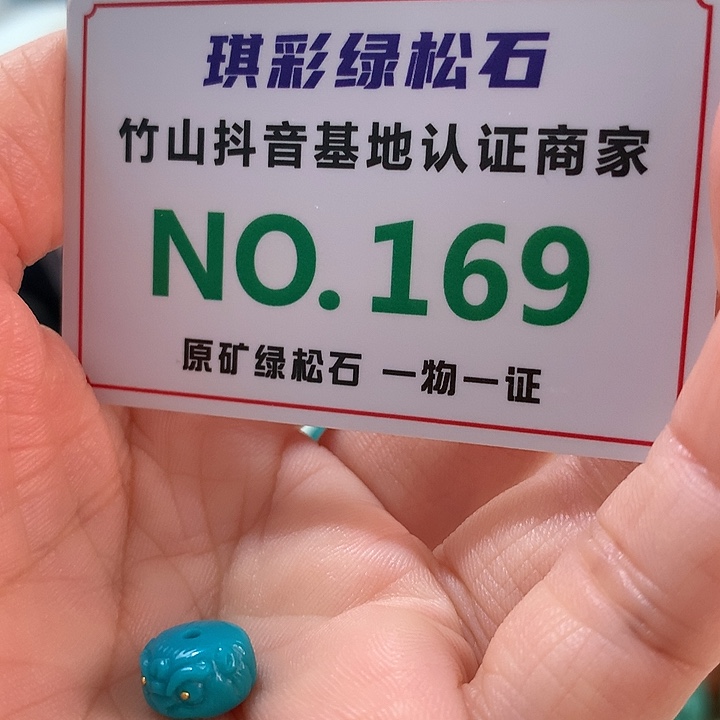 琪彩绿松石
竹山抖音基地认证商家
NO.169
原矿绿松石 一物一证